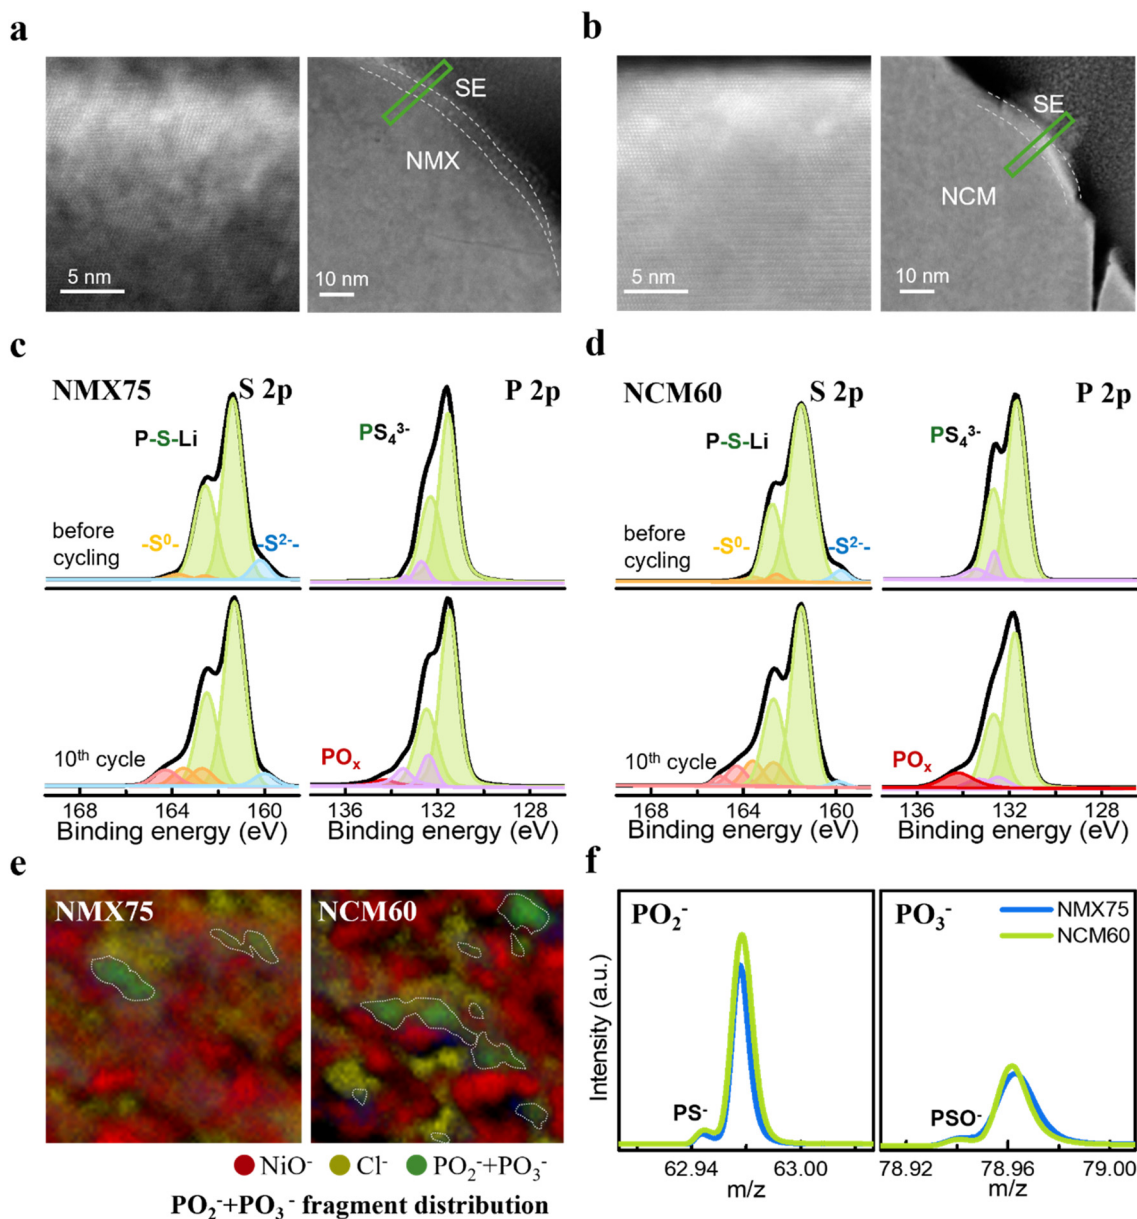 a
b
SE
NMX
5 nm
10 nm
SE
NCM
5 nm
10 nm
c
d
NMX75 S 2p
P 2p
P-S-Li
PS₄³⁻
before cycling
-S⁰-
-S²⁻-
10ᵗʰ cycle
POₓ
168 164 160
136 132 128
Binding energy (eV)
Binding energy (eV)
NCM60 S 2p
P 2p
P-S-Li
PS₄³⁻
before cycling
-S⁰-
-S²⁻-
10ᵗʰ cycle
POₓ
168 164 160
136 132 128
Binding energy (eV)
Binding energy (eV)
e
f
NMX75
NCM60
NiO⁻ Cl⁻ PO₂⁻+PO₃⁻
PO₂⁻+PO₃⁻ fragment distribution
PO₂⁻
PO₃⁻
NMX75
NCM60
Intensity (a.u.)
PS⁻
PSO⁻
62.94 63.00
78.92 78.96 79.00
m/z
m/z